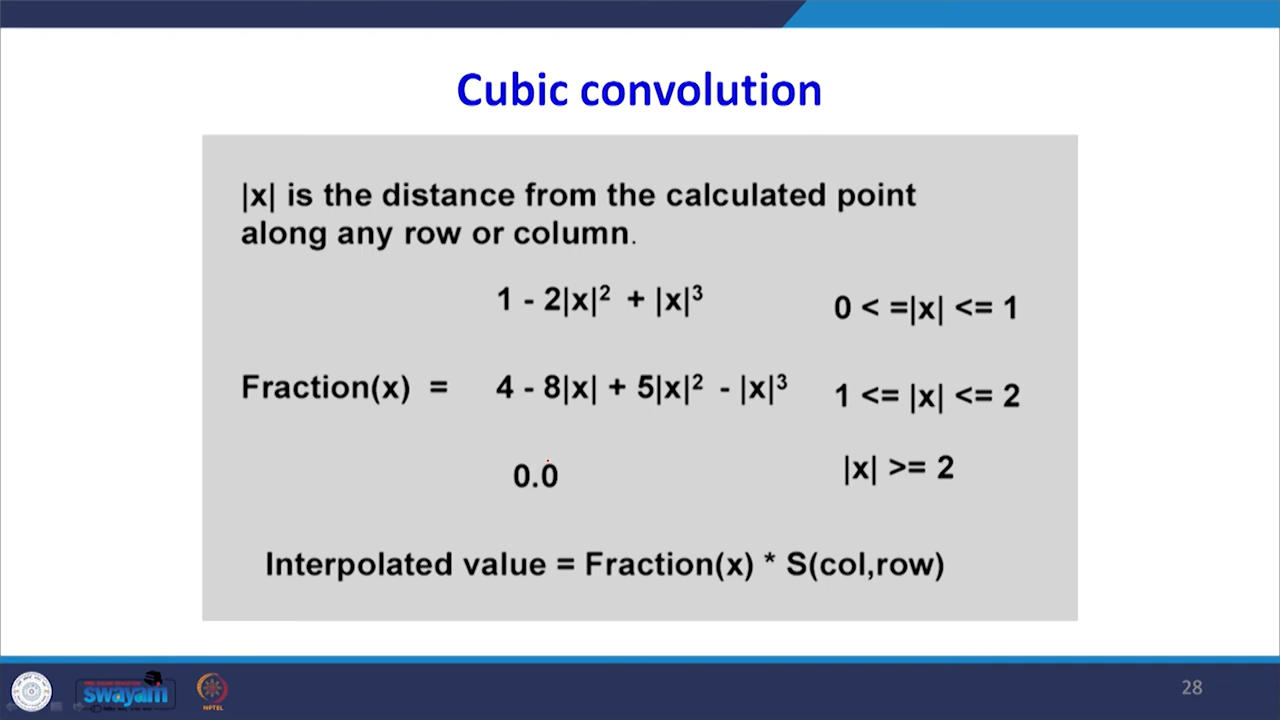 Cubic convolution
|x| is the distance from the calculated point
along any row or column.
1 - 2|x|² + |x|³ 0 < =|x| <= 1
Fraction(x) = 4 - 8|x| + 5|x|² - |x|³ 1 <= |x| <= 2
0.0 |x| >= 2
Interpolated value = Fraction(x) * S(col,row)
swayam
NPTEL
28